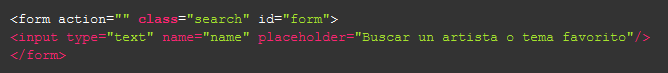 <form action="" class="search" id="form">
<input type="text" name="name" placeholder="Buscar un artista o tema favorito"/>
</form>